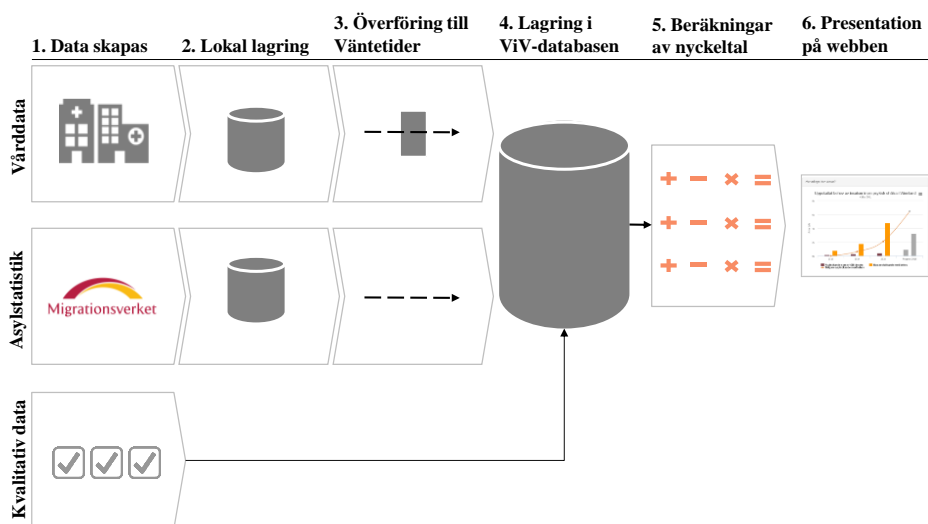 1. Data skapas
2. Lokal lagring
3. Överföring till
Väntetider
4. Lagring i
ViV-databasen
5. Beräkningar
av nyckeltal
6. Presentation
på webben
Vårddata
Asylstatistik
Migrationsverket
Kvalitativ data